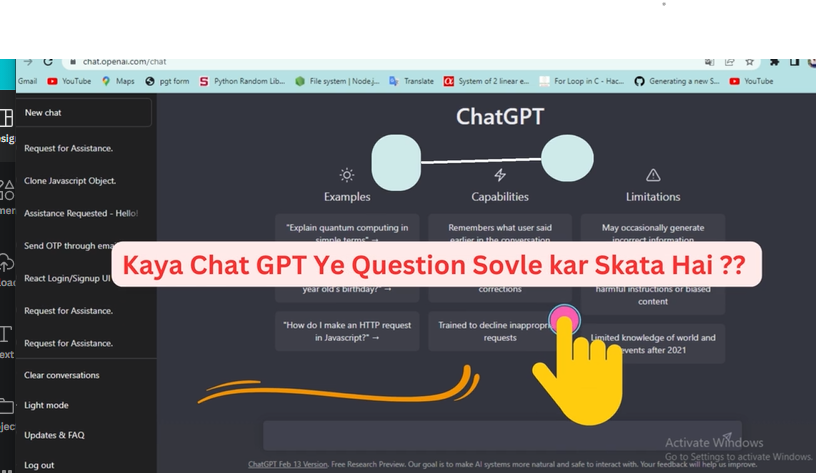 chat.openai.com/chat
Gmail YouTube Maps pgt form Python Random Lib... File system | Node.j... Translate System of 2 linear e... For Loop in C - Hac... Generating a new S... YouTube
New chat
Request for Assistance.
Clone Javascript Object.
Assistance Requested - Hello!
Send OTP through ema
React Login/Signup UI
Request for Assistance.
Request for Assistance.
Clear conversations
Light mode
Updates & FAQ
Log out
ChatGPT
Examples
Capabilities
Limitations
"Explain quantum computing in
simple terms" →
year old's birthday?" →
"How do I make an HTTP request
in Javascript?" →
Remembers what user said
earlier in the conversation
corrections
Trained to decline inappropri
requests
May occasionally generate
incorrect information
harmful instructions or biased
content
Limited knowledge of world and
events after 2021
Kaya Chat GPT Ye Question Sovle kar Skata Hai ??
Activate Windows
Go to Settings to activate Windows.
ChatGPT Feb 13 Version. Free Research Preview. Our goal is to make AI systems more natural and safe to interact with. Your feedback will help us improve.